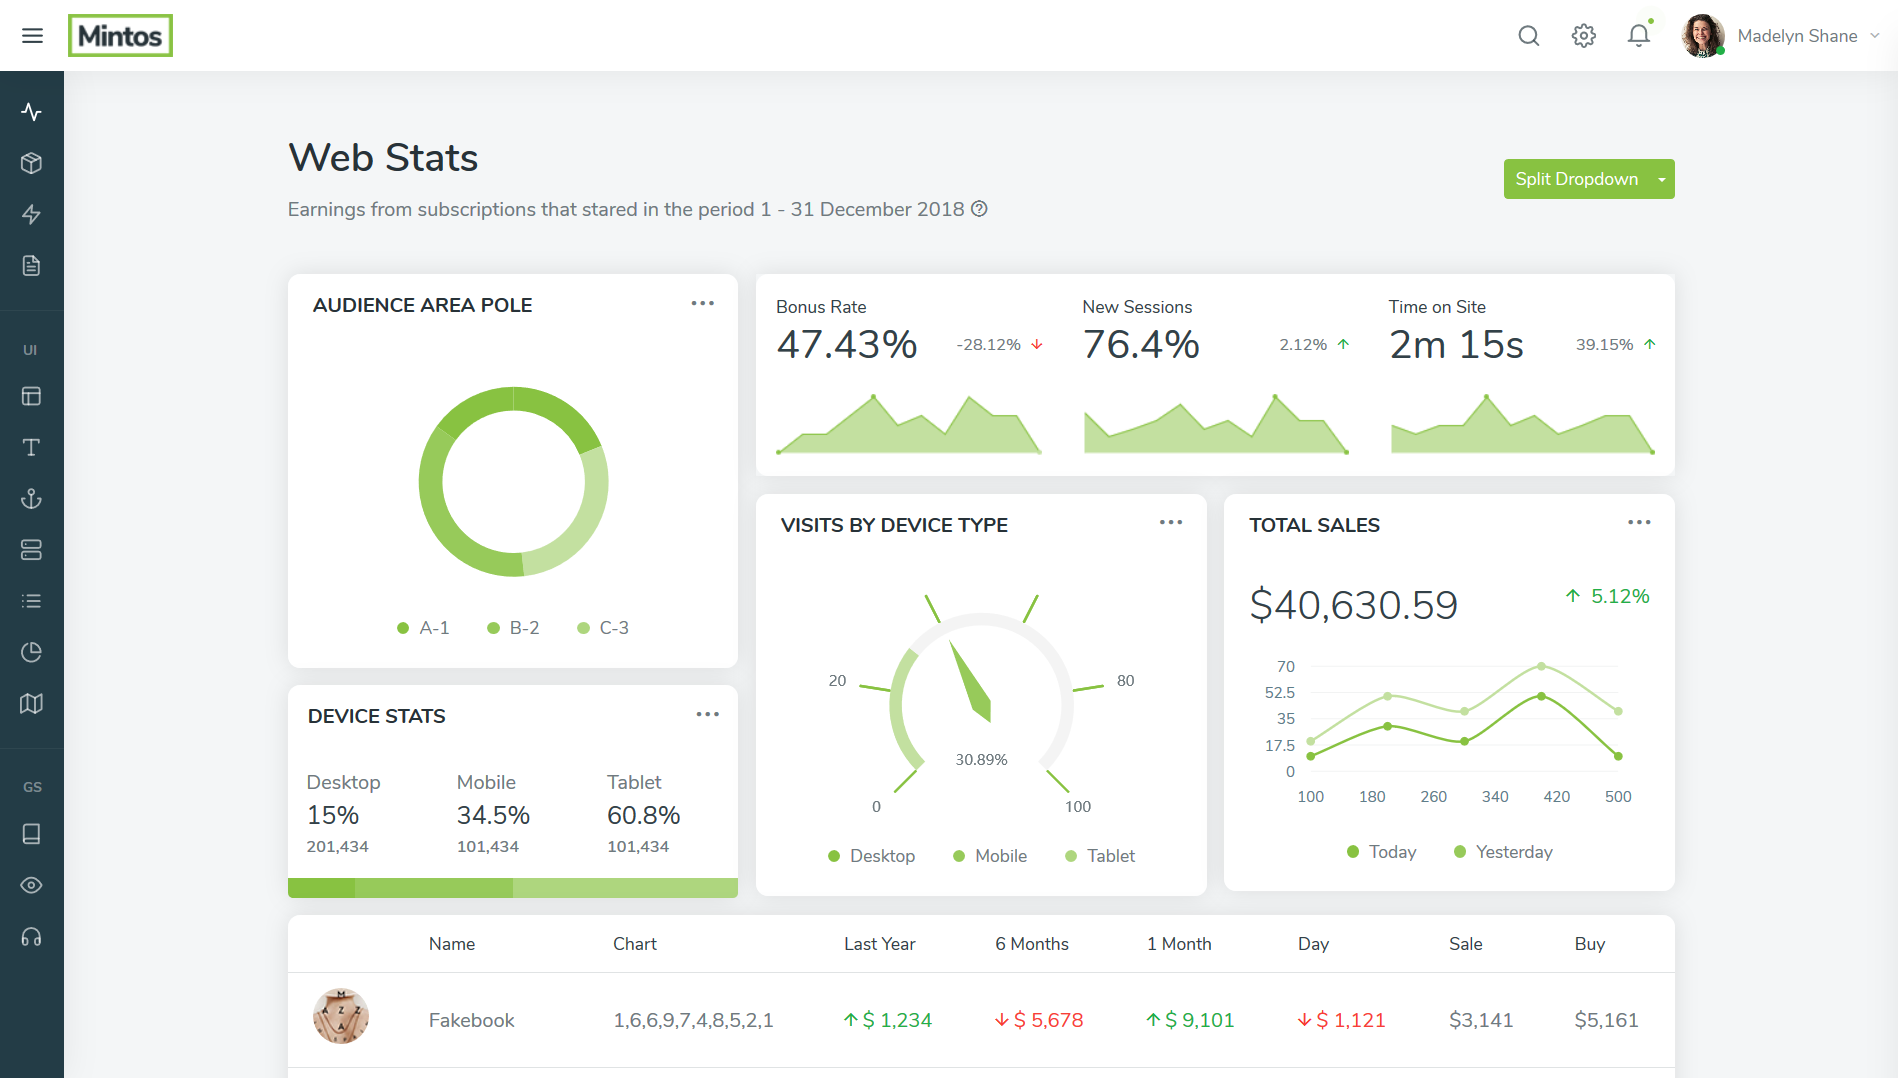 Mintos
Madelyn Shane
Web Stats
Split Dropdown
Earnings from subscriptions that stared in the period 1 - 31 December 2018
UI
GS
AUDIENCE AREA POLE
A-1 B-2 C-3
Bonus Rate
47.43% -28.12%
New Sessions
76.4% 2.12%
Time on Site
2m 15s 39.15%
DEVICE STATS
Desktop Mobile Tablet
15% 34.5% 60.8%
201,434 101,434 101,434
VISITS BY DEVICE TYPE
20 80
30.89%
0 100
Desktop Mobile Tablet
TOTAL SALES
$40,630.59 5.12%
70
52.5
35
17.5
0
100 180 260 340 420 500
Today Yesterday
Name Chart Last Year 6 Months 1 Month Day Sale Buy
Fakebook 1,6,6,9,7,4,8,5,2,1 $ 1,234 $ 5,678 $ 9,101 $ 1,121 $3,141 $5,161